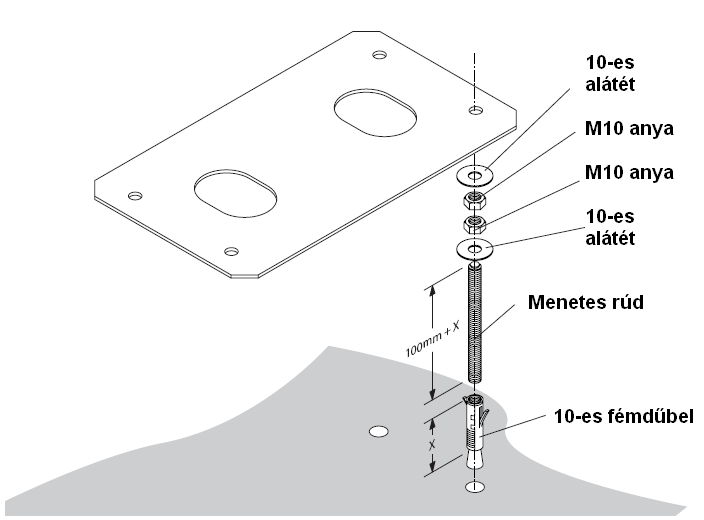 10-es
alátét
M10 anya
M10 anya
10-es
alátét
Menetes rúd
100mm + X
10-es fémdűbel
X